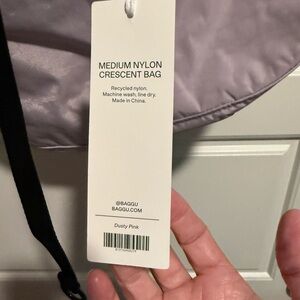 MEDIUM NYLON
CRESCENT BAG
Recycled nylon.
Machine wash, line dry.
Made in China.
@BAGGU
BAGGU.COM
Dusty Pink